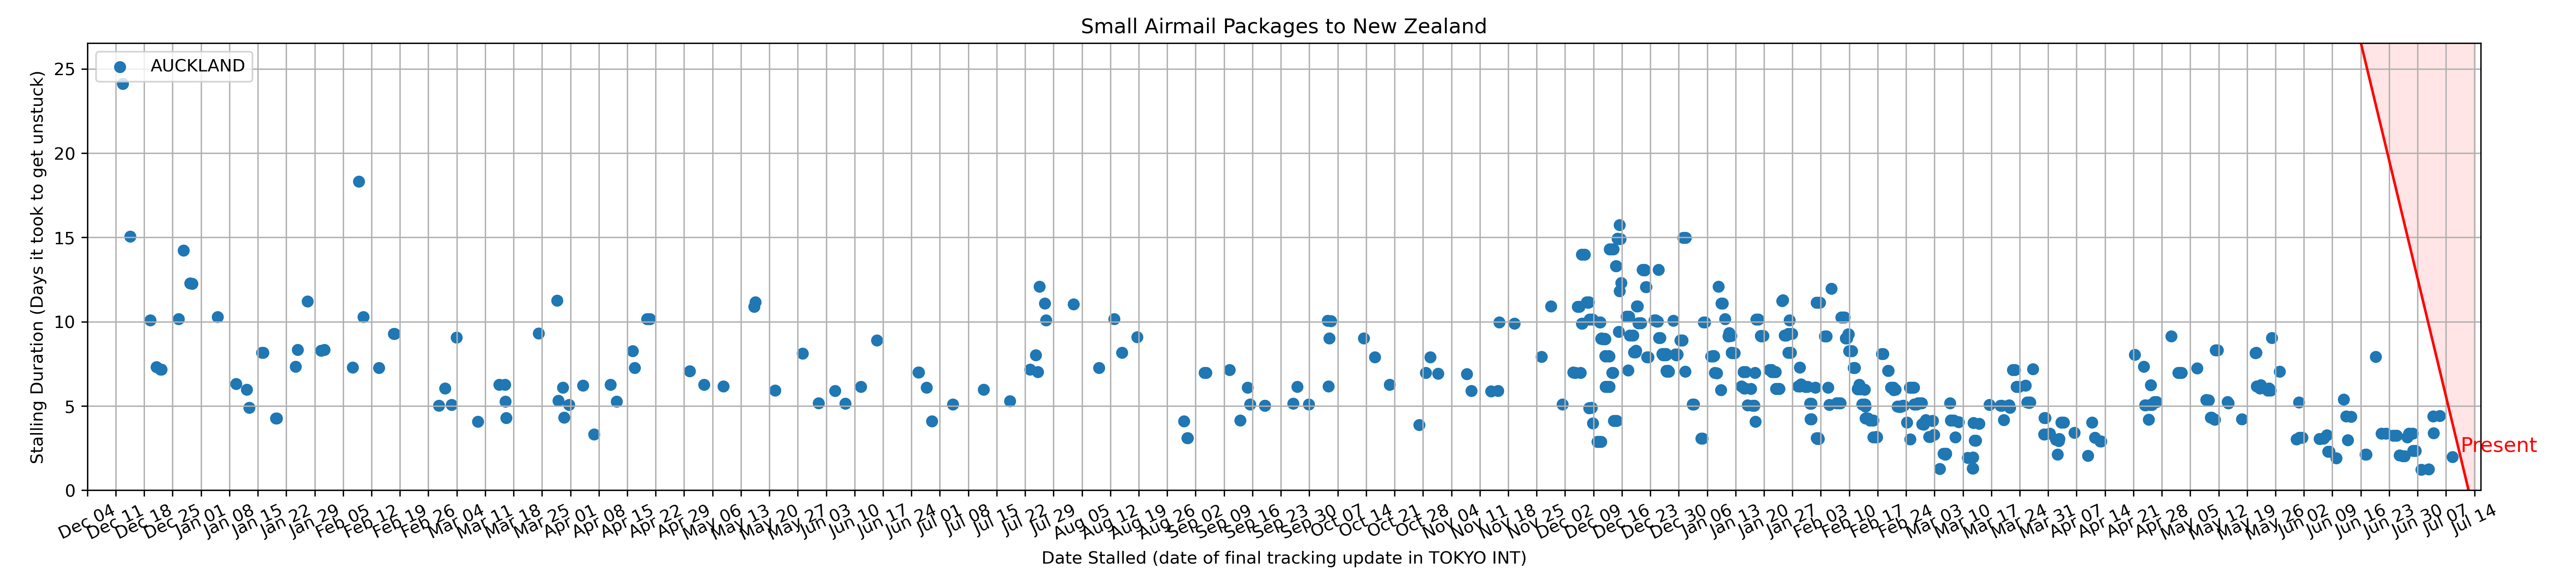 Small Airmail Packages to New Zealand
AUCKLAND
Stalling Duration (Days it took to get unstuck)
25
20
15
10
5
0
Present
Dec 04
Dec 11
Dec 18
Dec 25
Jan 01
Jan 08
Jan 15
Jan 22
Jan 29
Feb 05
Feb 12
Feb 19
Feb 26
Mar 04
Mar 11
Mar 18
Mar 25
Apr 01
Apr 08
Apr 15
Apr 22
Apr 29
May 06
May 13
May 20
May 27
Jun 03
Jun 10
Jun 17
Jun 24
Jul 01
Jul 08
Jul 15
Jul 22
Jul 29
Aug 05
Aug 12
Aug 19
Aug 26
Sep 02
Sep 09
Sep 16
Sep 23
Sep 30
Oct 07
Oct 14
Oct 21
Oct 28
Nov 04
Nov 11
Nov 18
Nov 25
Dec 02
Dec 09
Dec 16
Dec 23
Dec 30
Jan 06
Jan 13
Jan 20
Jan 27
Feb 03
Feb 10
Feb 17
Feb 24
Mar 03
Mar 10
Mar 17
Mar 24
Mar 31
Apr 07
Apr 14
Apr 21
Apr 28
May 05
May 12
May 19
May 26
Jun 02
Jun 09
Jun 16
Jun 23
Jun 30
Jul 07
Jul 14
Date Stalled (date of final tracking update in TOKYO INT)